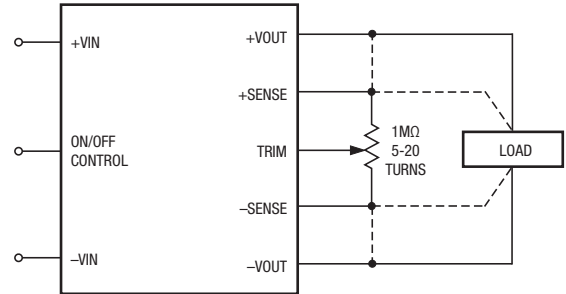 +VIN
ON/OFF
CONTROL
–VIN
+VOUT
+SENSE
TRIM
–SENSE
–VOUT
1MΩ
5-20
TURNS
LOAD